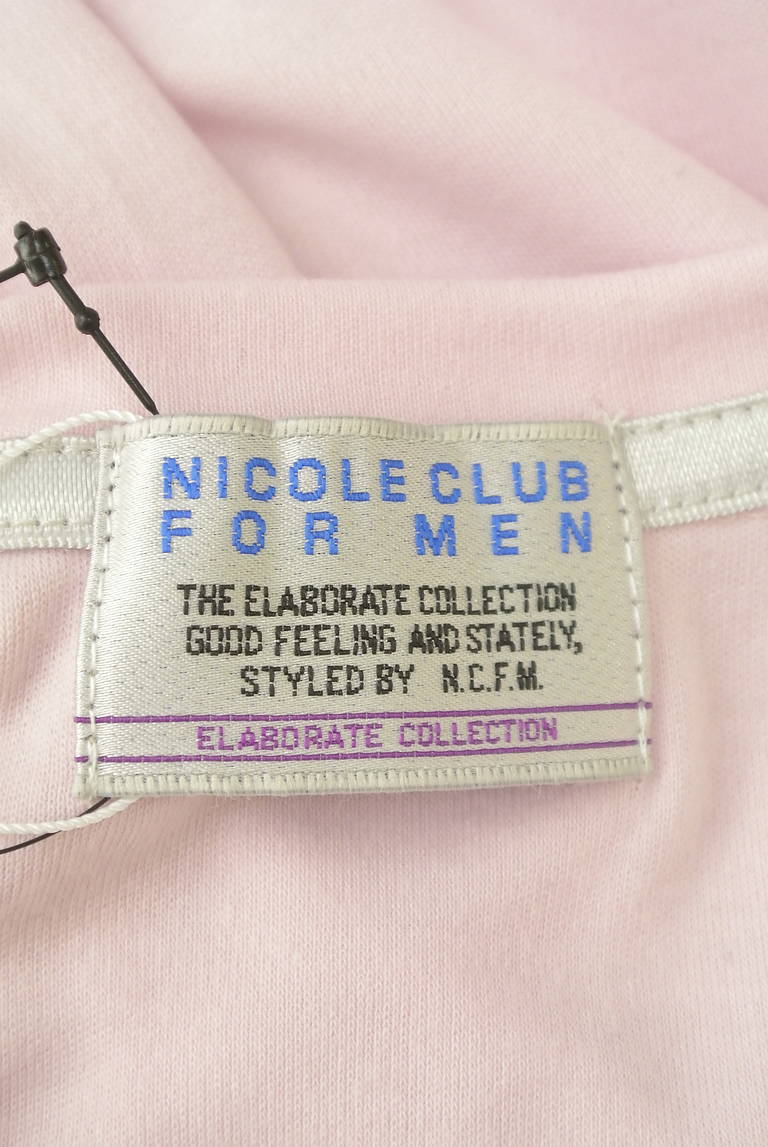 NICOLE CLUB
FOR MEN
THE ELABORATE COLLECTION
GOOD FEELING AND STATELY,
STYLED BY N.C.F.M.
ELABORATE COLLECTION